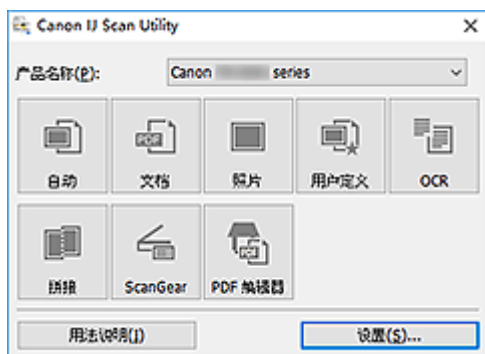 Canon IJ Scan Utility
产品名称(P): Canon series
自动 文档 照片 用户定义 OCR
拼接 ScanGear PDF 编辑器
用法说明(I) 设置(S)...